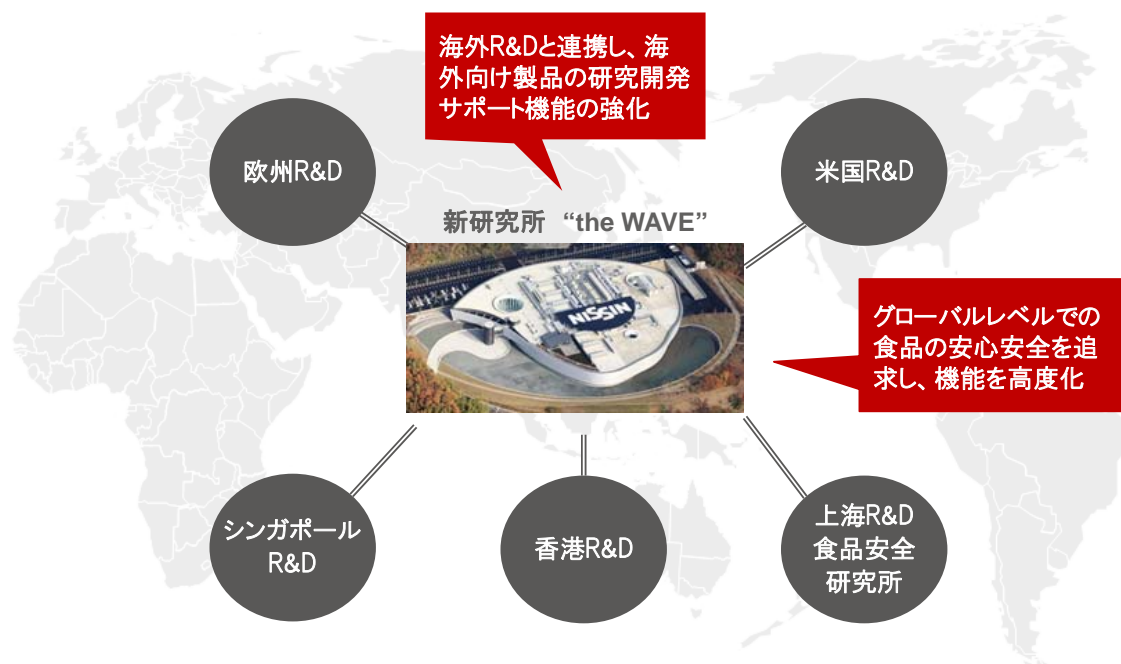 海外R&Dと連携し、海
外向け製品の研究開発
サポート機能の強化
欧州R&D
米国R&D
新研究所 “the WAVE”
NISSIN
グローバルレベルでの
食品の安心安全を追
求し、機能を高度化
シンガポール
R&D
香港R&D
上海R&D
食品安全
研究所